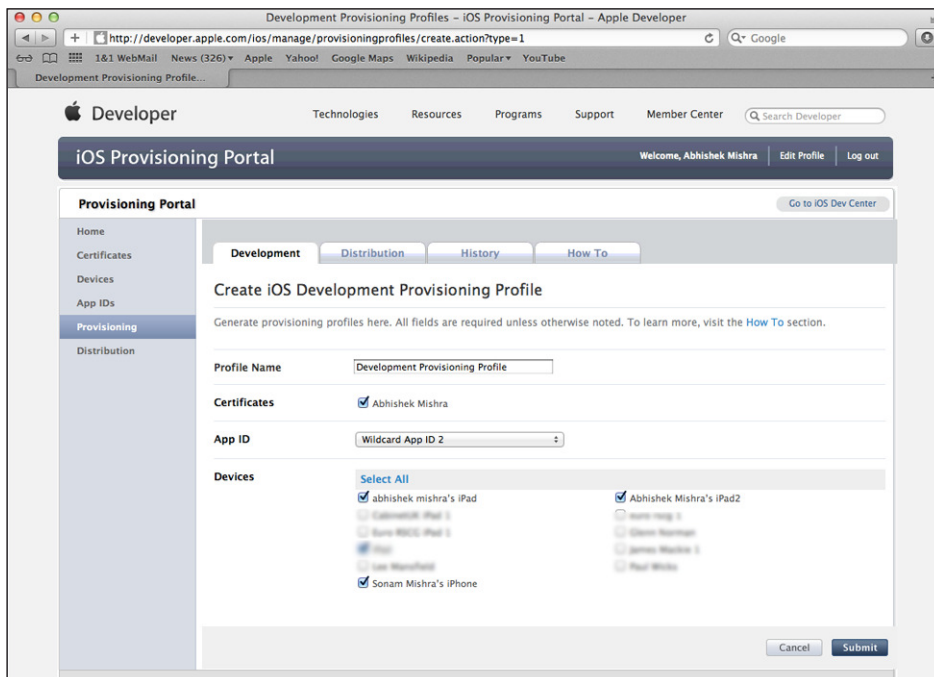 Development Provisioning Profiles – iOS Provisioning Portal – Apple Developer
http://developer.apple.com/ios/manage/provisioningprofiles/create.action?type=1
Google
1&1 WebMail News (326) Apple Yahoo! Google Maps Wikipedia Popular YouTube
Development Provisioning Profile...
Developer
Technologies Resources Programs Support Member Center Search Developer
iOS Provisioning Portal
Welcome, Abhishek Mishra Edit Profile Log out
Provisioning Portal
Go to iOS Dev Center
Home
Certificates
Devices
App IDs
Provisioning
Distribution
Development Distribution History How To
Create iOS Development Provisioning Profile
Generate provisioning profiles here. All fields are required unless otherwise noted. To learn more, visit the How To section.
Profile Name Development Provisioning Profile
Certificates Abhishek Mishra
App ID Wildcard App ID 2
Devices Select All
abhishek mishra's iPad Abhishek Mishra's iPad2
Sonam Mishra's iPhone
Cancel Submit